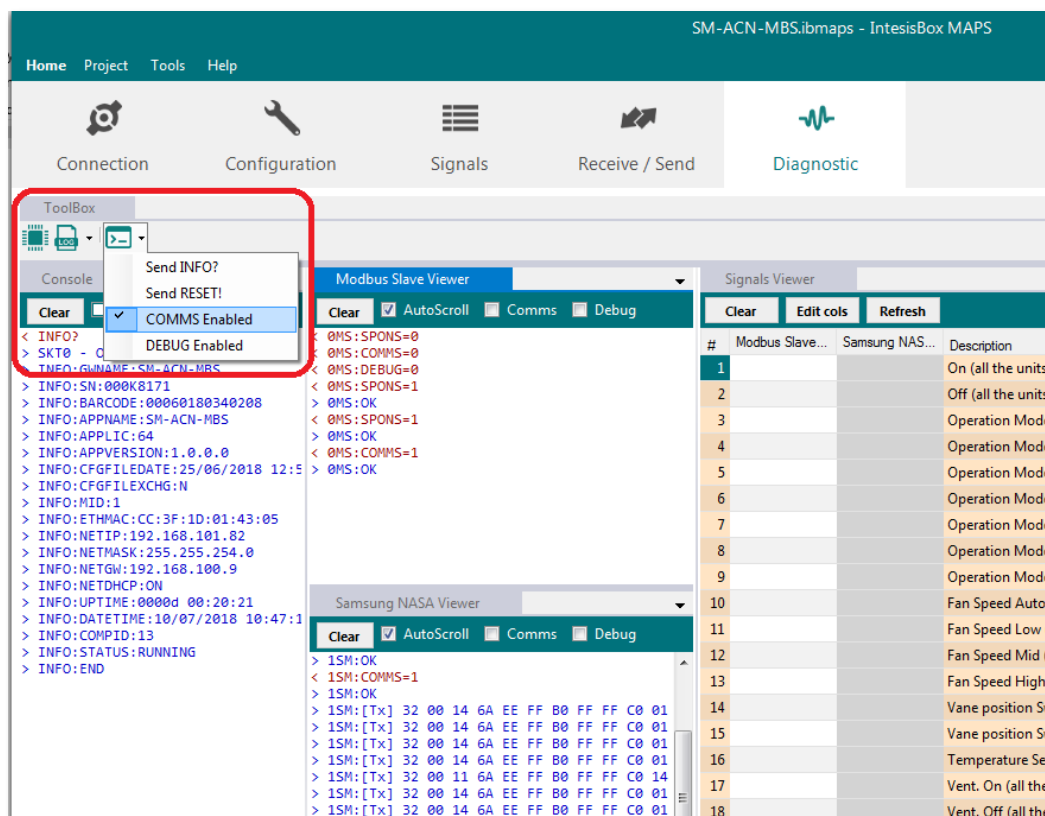 SM-ACN-MBS.ibmaps - IntesisBox MAPS
Home Project Tools Help
Connection Configuration Signals Receive / Send Diagnostic
ToolBox
LOG
Send INFO?
Send RESET!
COMMS Enabled
DEBUG Enabled
Console
Clear
< INFO?
> SKT0 - O
> INFO:GWNAME:SM-ACN-MBS
> INFO:SN:000K8171
> INFO:BARCODE:00060180340208
> INFO:APPNAME:SM-ACN-MBS
> INFO:APPLIC:64
> INFO:APPVERSION:1.0.0.0
> INFO:CFGFILEDATE:25/06/2018 12:5
> INFO:CFGFILEXCHG:N
> INFO:MID:1
> INFO:ETHMAC:CC:3F:1D:01:43:05
> INFO:NETIP:192.168.101.82
> INFO:NETMASK:255.255.254.0
> INFO:NETGW:192.168.100.9
> INFO:NETDHCP:ON
> INFO:UPTIME:0000d 00:20:21
> INFO:DATETIME:10/07/2018 10:47:1
> INFO:COMPID:13
> INFO:STATUS:RUNNING
> INFO:END
Modbus Slave Viewer
Clear AutoScroll Comms Debug
< 0MS:SPONS=0
< 0MS:COMMS=0
< 0MS:DEBUG=0
< 0MS:SPONS=1
> 0MS:OK
< 0MS:SPONS=1
> 0MS:OK
< 0MS:COMMS=1
> 0MS:OK
Samsung NASA Viewer
Clear AutoScroll Comms Debug
> 1SM:OK
< 1SM:COMMS=1
> 1SM:OK
> 1SM:[Tx] 32 00 14 6A EE FF B0 FF FF C0 01
> 1SM:[Tx] 32 00 14 6A EE FF B0 FF FF C0 01
> 1SM:[Tx] 32 00 14 6A EE FF B0 FF FF C0 01
> 1SM:[Tx] 32 00 14 6A EE FF B0 FF FF C0 01
> 1SM:[Tx] 32 00 11 6A EE FF B0 FF FF C0 14
> 1SM:[Tx] 32 00 14 6A EE FF B0 FF FF C0 01
> 1SM:[Tx] 32 00 14 6A EE FF B0 FF FF C0 01
Signals Viewer
Clear Edit cols Refresh
# Modbus Slave... Samsung NAS... Description
1 On (all the units
2 Off (all the units
3 Operation Mod
4 Operation Mod
5 Operation Mod
6 Operation Mod
7 Operation Mod
8 Operation Mod
9 Operation Mod
10 Fan Speed Auto
11 Fan Speed Low
12 Fan Speed Mid
13 Fan Speed High
14 Vane position S
15 Vane position S
16 Temperature Se
17 Vent. On (all the
18 Vent. Off (all the